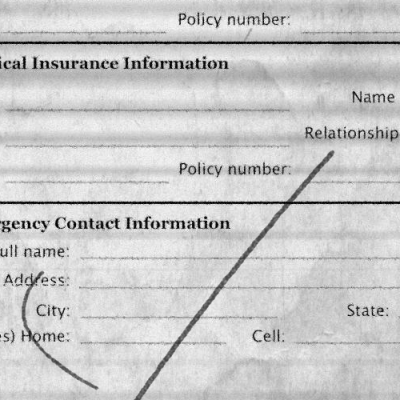 Policy number:
ical Insurance Information
Name
Relationship
Policy number:
rgency Contact Information
ull name:
Address:
City: State:
es) Home: Cell: